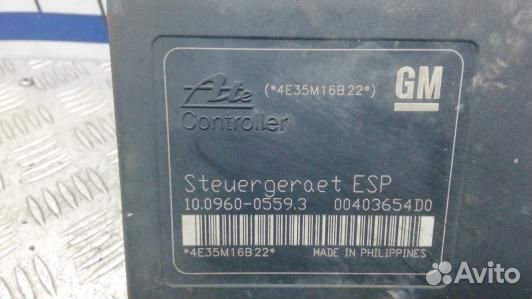 Ate (*4E35M16B22*) GM
Controller
Steuergeraet ESP
10.0960-0559.3 00403654D0
*4E35M16B22* MADE IN PHILIPPINES
Avito